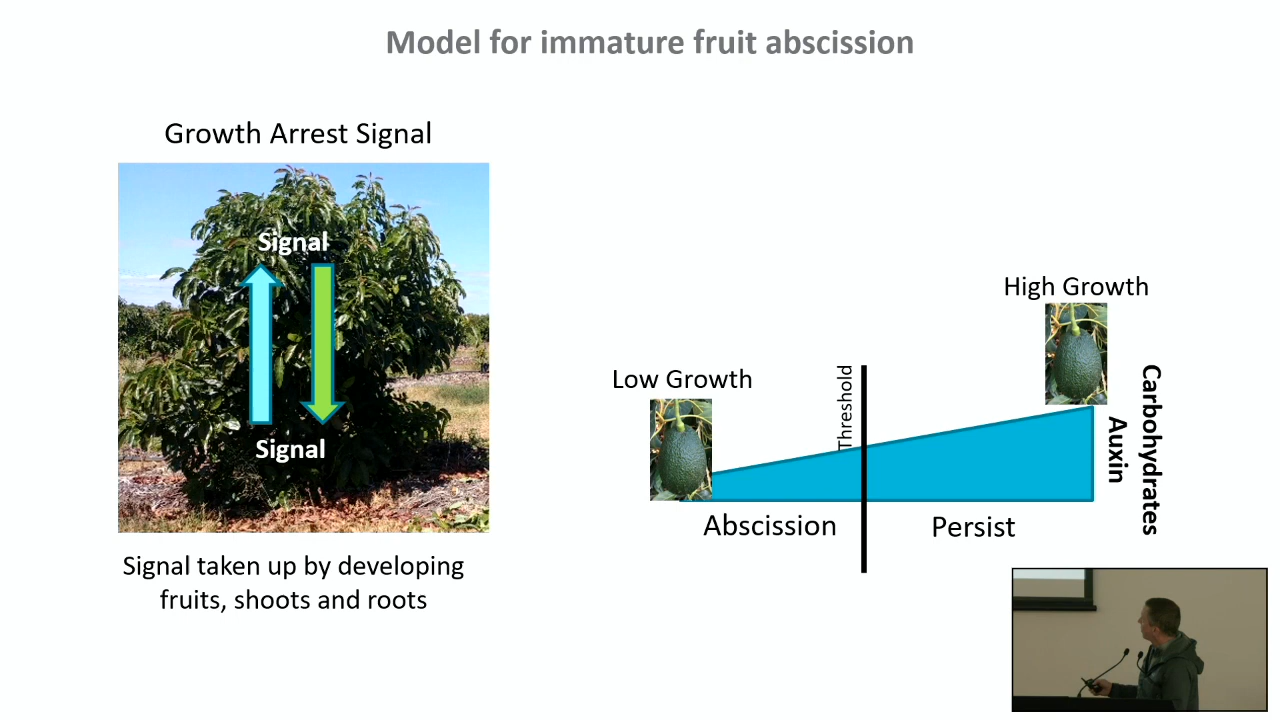 Model for immature fruit abscission
Growth Arrest Signal
Signal
Signal
Signal taken up by developing
fruits, shoots and roots
High Growth
Low Growth
Threshold
Carbohydrates
Auxin
Abscission
Persist